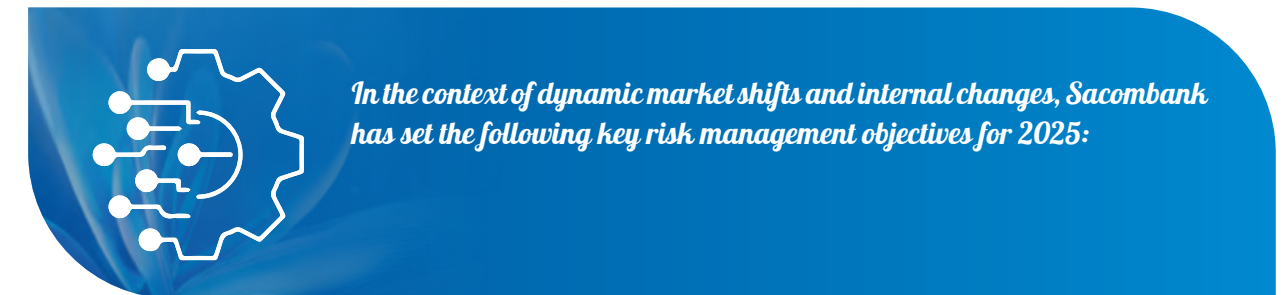 In the context of dynamic market shifts and internal changes, Sacombank
has set the following key risk management objectives for 2025: